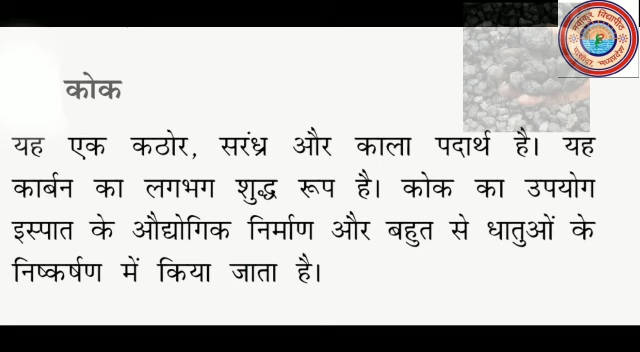 कोक
यह एक कठोर, सरंध्र और काला पदार्थ है। यह
कार्बन का लगभग शुद्ध रूप है। कोक का उपयोग
इस्पात के औद्योगिक निर्माण और बहुत से धातुओं के
निष्कर्षण में किया जाता है।